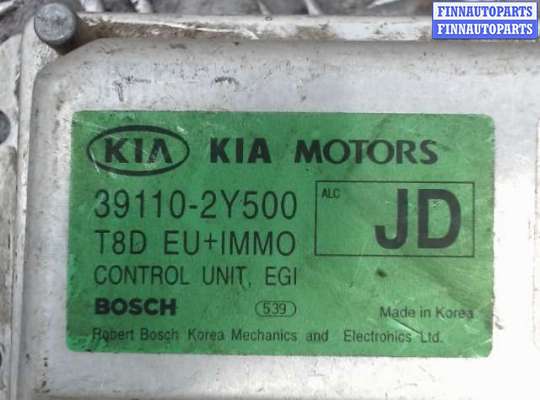 FINNAUTOPARTS
FINNAUTOPARTS
KIA KIA MOTORS
39110-2Y500
ALC JD
T8D EU+IMMO
CONTROL UNIT, EGI
BOSCH 539 Made in Korea
Robert Bosch Korea Mechanics and Electronics Ltd.